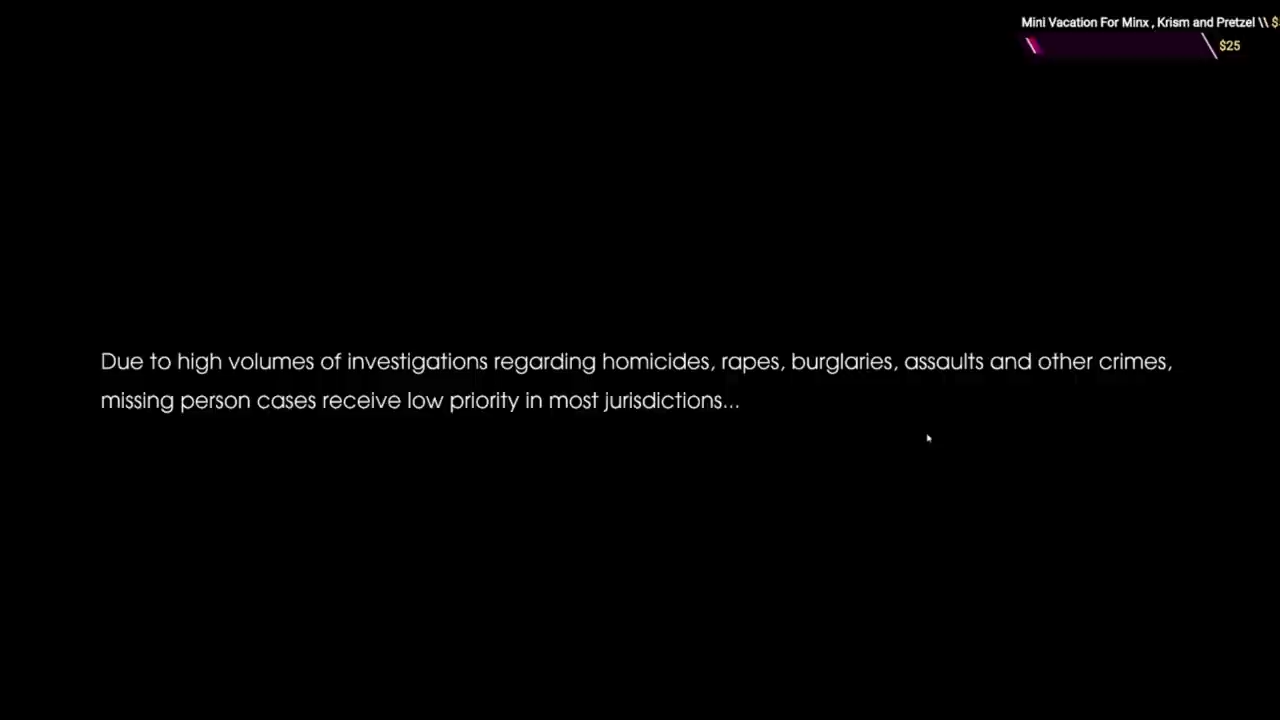 Mini Vacation For Minx , Krism and Pretzel \\ $
$25
Due to high volumes of investigations regarding homicides, rapes, burglaries, assaults and other crimes,
missing person cases receive low priority in most jurisdictions...